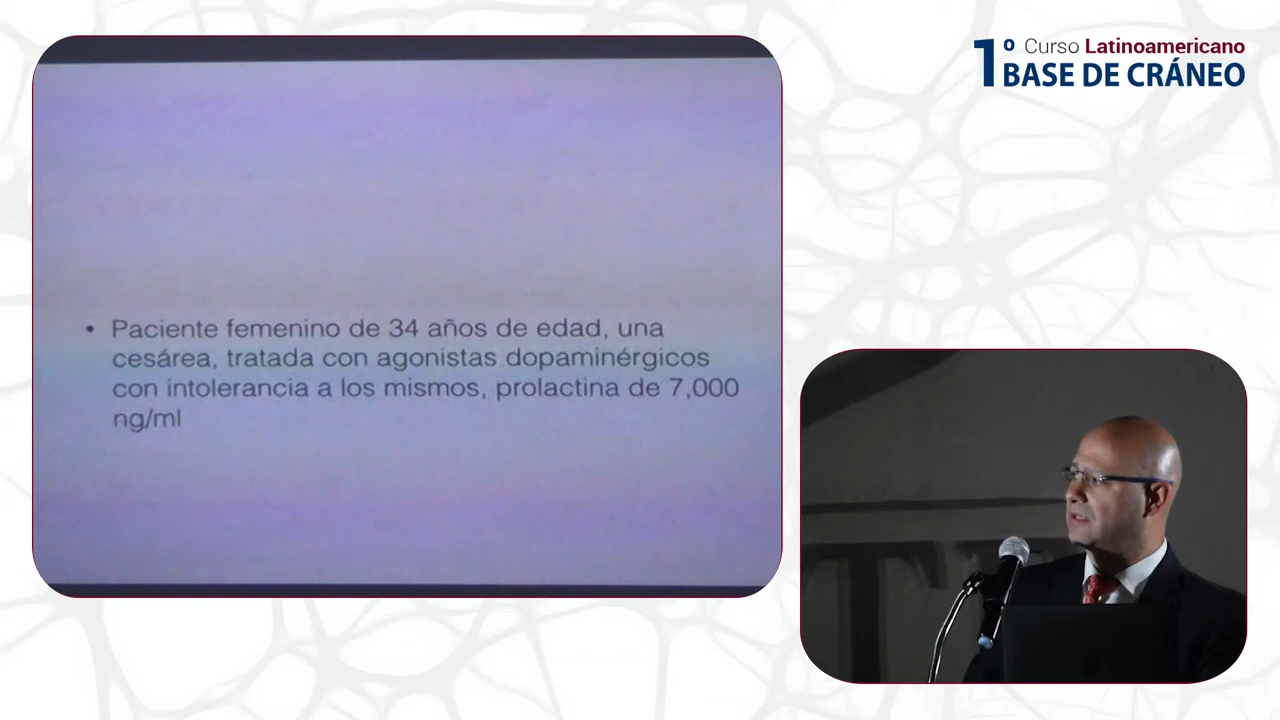 1º Curso Latinoamericano
BASE DE CRÁNEO
• Paciente femenino de 34 años de edad, una
cesárea, tratada con agonistas dopaminérgicos
con intolerancia a los mismos, prolactina de 7,000
ng/ml